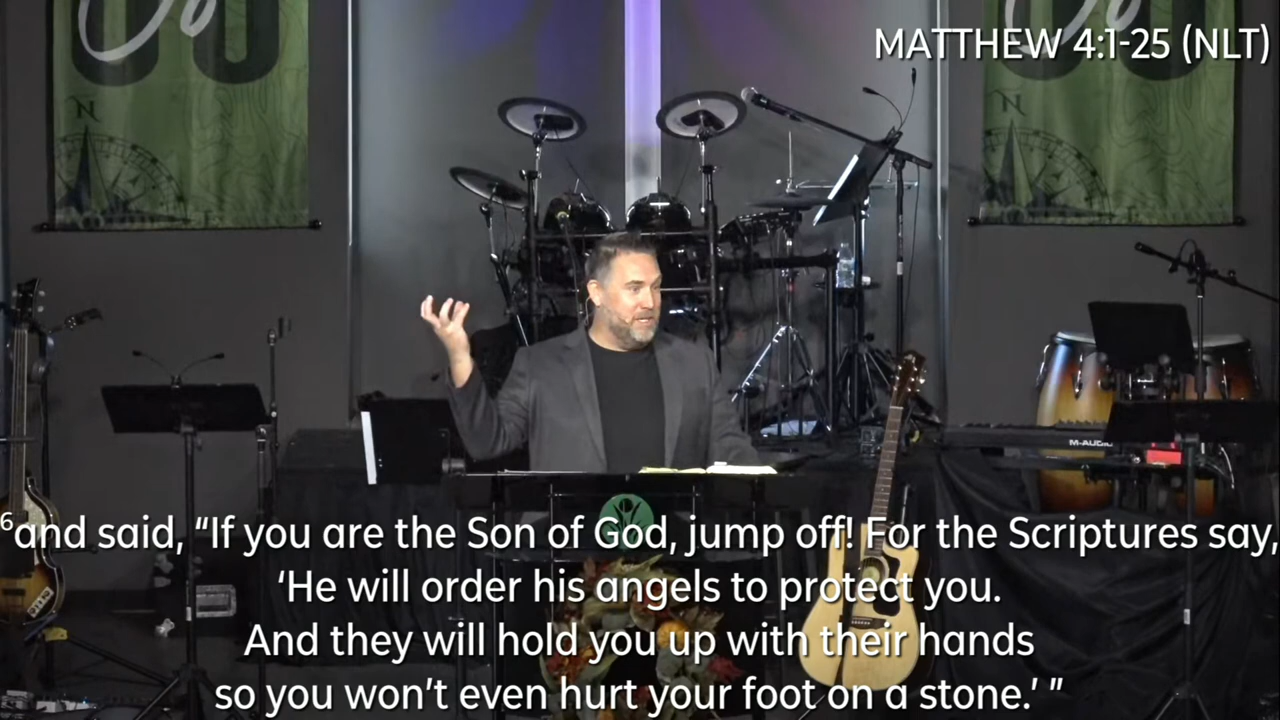 MATTHEW 4:1-25 (NLT)
N
N
M-AUDIO
⁶and said, “If you are the Son of God, jump off! For the Scriptures say,
‘He will order his angels to protect you.
And they will hold you up with their hands
so you won’t even hurt your foot on a stone.’ ”